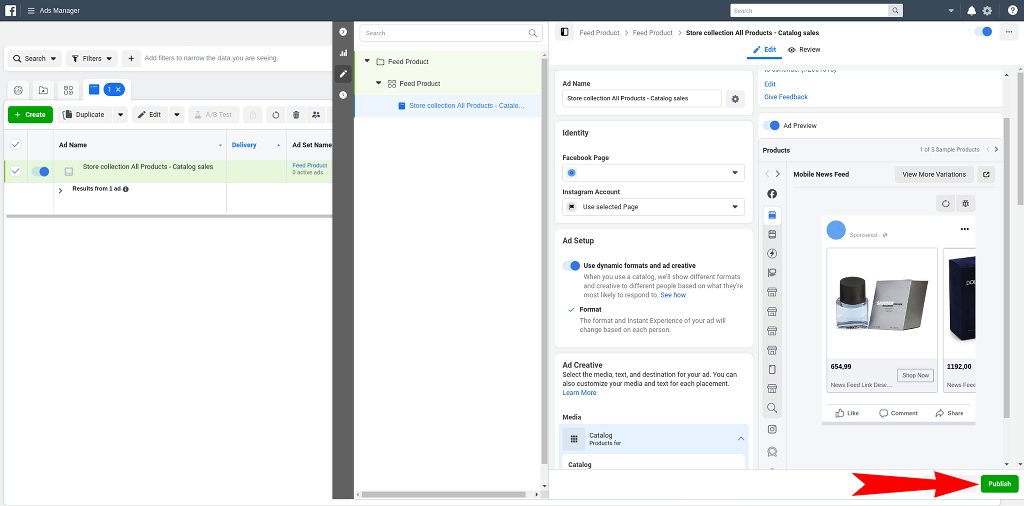 Ads Manager
Search
Search
Filters
Add filters to narrow the data you are seeing.
1
Create
Duplicate
Edit
A/B Test
Ad Name
Delivery
Ad Set Name
Store collection All Products - Catalog sales
Feed Product
0 active ads
Results from 1 ad
Search
Feed Product
Feed Product
Store collection All Products - Catalo...
Feed Product
Feed Product
Store collection All Products - Catalog sales
Edit
Review
Ad Name
Store collection All Products - Catalog sales
Identity
Facebook Page
Instagram Account
Use selected Page
Ad Setup
Use dynamic formats and ad creative
When you use a catalog, we'll show different formats
and creative to different people based on what they're
most likely to respond to. See how
Format
The format and Instant Experience of your ad will
change based on each person.
Ad Creative
Select the media, text, and destination for your ad. You can
also customize your media and text for each placement.
Learn More
Media
Catalog
Products for
Catalog
Edit
Give Feedback
Ad Preview
Products
1 of 5 Sample Products
Mobile News Feed
View More Variations
Sponsored ·
654,99
Shop Now
News Feed Link Desc...
1192,00
News Feed
Like
Comment
Share
Publish